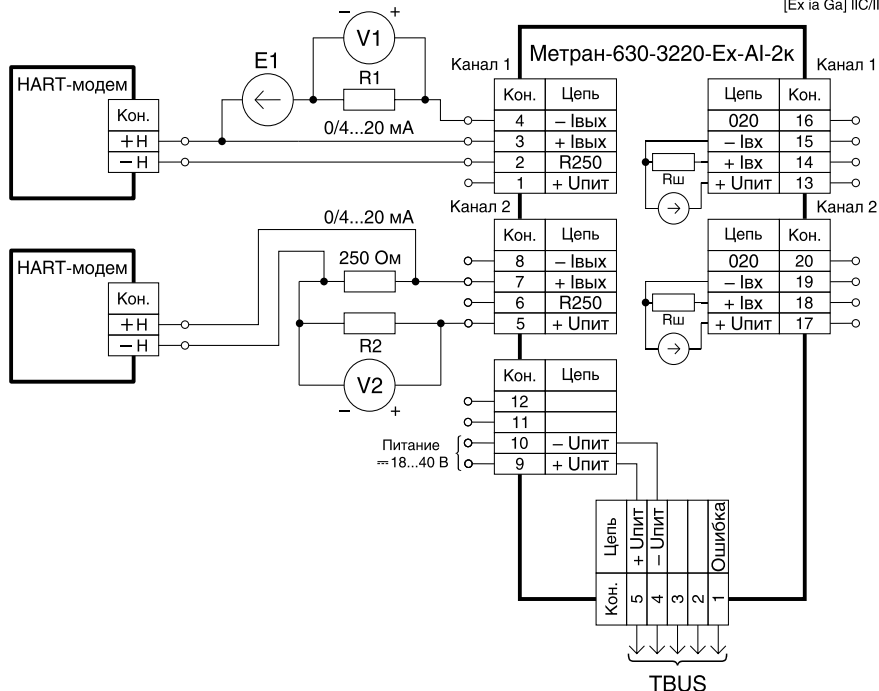 [Ex ia Ga] IIC/II
Метран-630-3220-Ex-AI-2к
HART-модем
Кон.
+ Н
− Н
E1
− V1 +
R1
0/4...20 мА
Канал 1
Кон. Цепь
4 − Iвых
3 + Iвых
2 R250
1 + Uпит
Канал 1
Цепь Кон.
020 16
− Iвх 15
+ Iвх 14
+ Uпит 13
Rш
HART-модем
Кон.
+ Н
− Н
0/4...20 мА
250 Ом
R2
− V2 +
Канал 2
Кон. Цепь
8 − Iвых
7 + Iвых
6 R250
5 + Uпит
Канал 2
Цепь Кон.
020 20
− Iвх 19
+ Iвх 18
+ Uпит 17
Rш
Кон. Цепь
12
11
10 − Uпит
9 + Uпит
Питание
⎓18...40 В
Цепь + Uпит − Uпит Ошибка
Кон. 5 4 3 2 1
TBUS